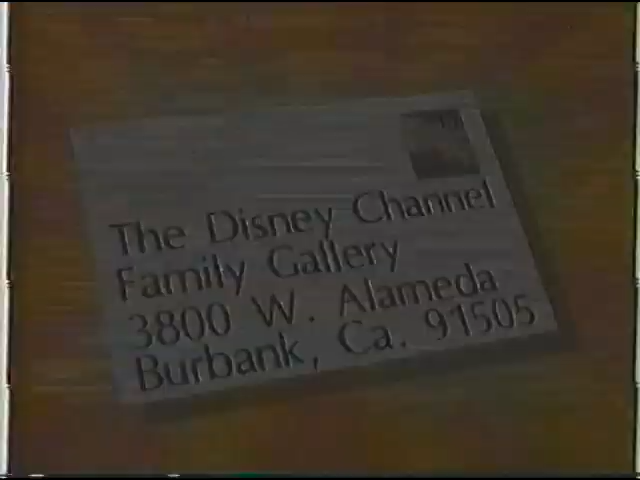 The Disney Channel
Family Gallery
3800 W. Alameda
Burbank, Ca. 91505